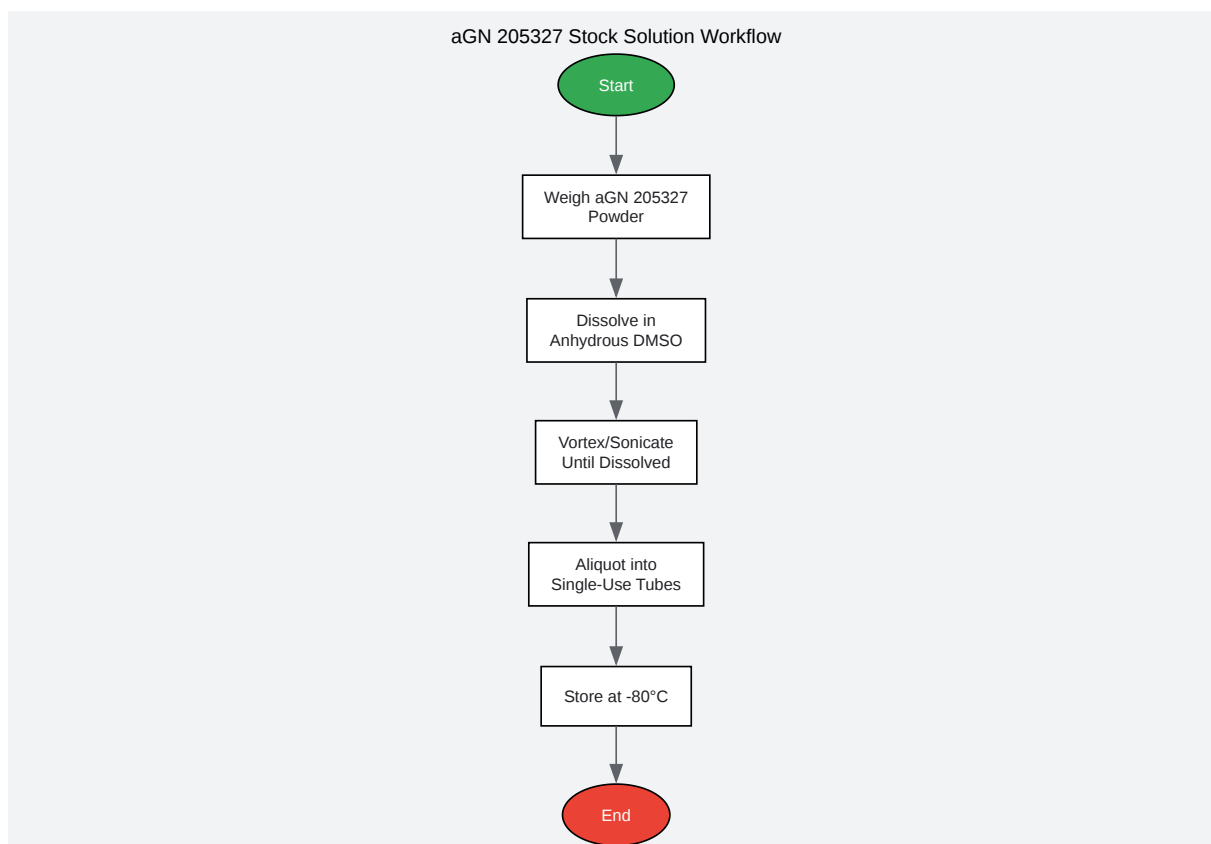 aGN 205327 Stock Solution Workflow
Start
Weigh aGN 205327
Powder
Dissolve in
Anhydrous DMSO
Vortex/Sonicate
Until Dissolved
Aliquot into
Single-Use Tubes
Store at -80°C
End